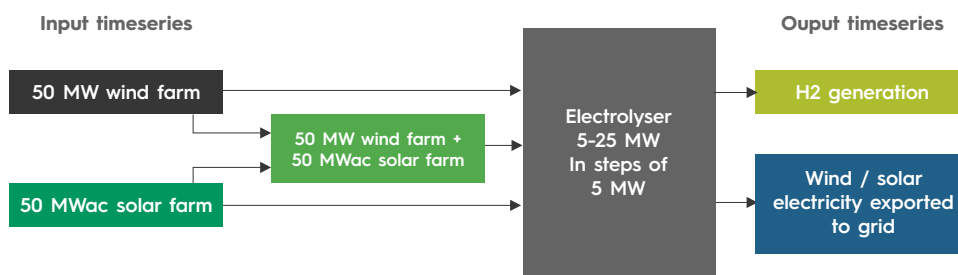 Input timeseries
Ouput timeseries
50 MW wind farm
50 MW wind farm +
50 MWac solar farm
50 MWac solar farm
Electrolyser
5-25 MW
In steps of
5 MW
H2 generation
Wind / solar
electricity exported
to grid